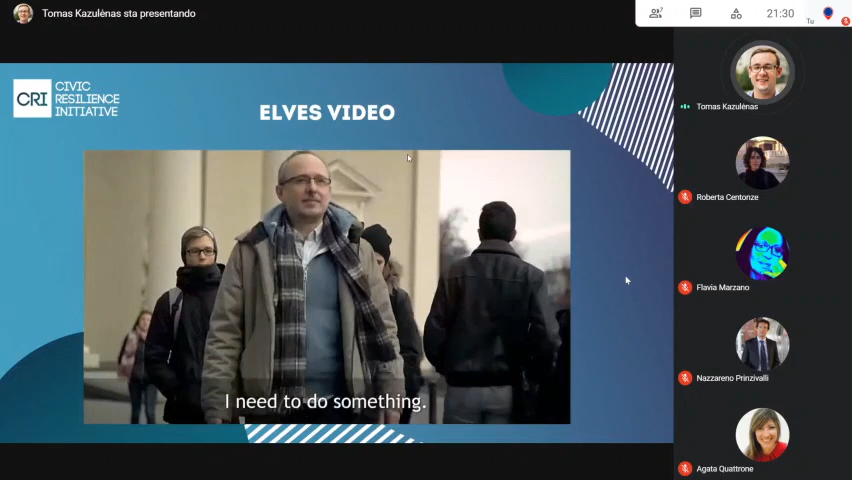 Tomas Kazulėnas sta presentando
7
21:30
Tu
CRI
CIVIC
RESILIENCE
INITIATIVE
ELVES VIDEO
I need to do something.
Tomas Kazulėnas
Roberta Centonze
Flavia Marzano
Nazzareno Prinzivalli
Agata Quattrone